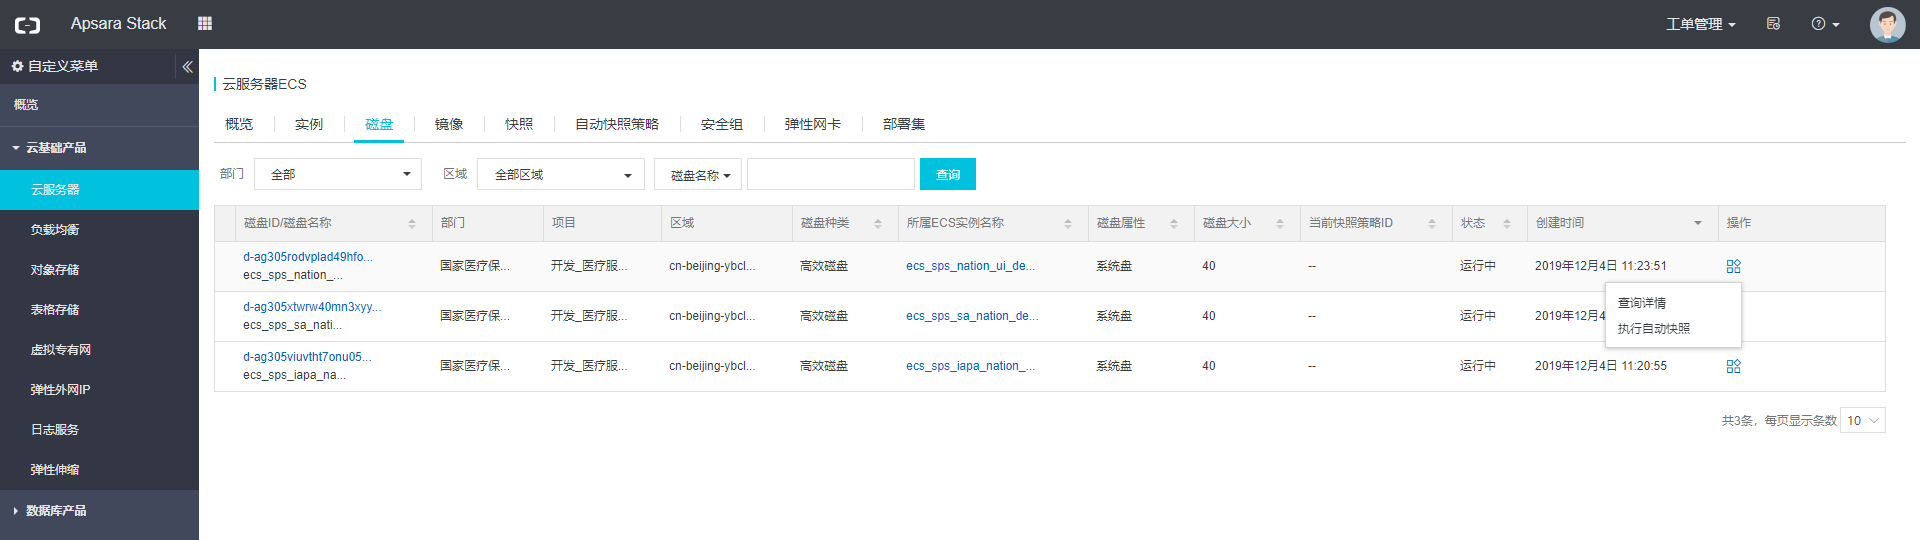 Apsara Stack
工单管理
自定义菜单
概览
云基础产品
云服务器
负载均衡
对象存储
表格存储
虚拟专有网
弹性外网IP
日志服务
弹性伸缩
数据库产品
云服务器ECS
概览 实例 磁盘 镜像 快照 自动快照策略 安全组 弹性网卡 部署集
部门 全部 区域 全部区域 磁盘名称 查询
磁盘ID/磁盘名称 部门 项目 区域 磁盘种类 所属ECS实例名称 磁盘属性 磁盘大小 当前快照策略ID 状态 创建时间 操作
d-ag305rodvplad49hfo...
ecs_sps_nation_... 国家医疗保... 开发_医疗服... cn-beijing-ybcl... 高效磁盘 ecs_sps_nation_ui_de... 系统盘 40 -- 运行中 2019年12月4日 11:23:51
d-ag305xtwrw40mn3xyy...
ecs_sps_sa_nati... 国家医疗保... 开发_医疗服... cn-beijing-ybcl... 高效磁盘 ecs_sps_sa_nation_de... 系统盘 40 -- 运行中 2019年12月4
查询详情
执行自动快照
d-ag305viuvtht7onu05...
ecs_sps_iapa_na... 国家医疗保... 开发_医疗服... cn-beijing-ybcl... 高效磁盘 ecs_sps_iapa_nation_... 系统盘 40 -- 运行中 2019年12月4日 11:20:55
共3条，每页显示条数 10